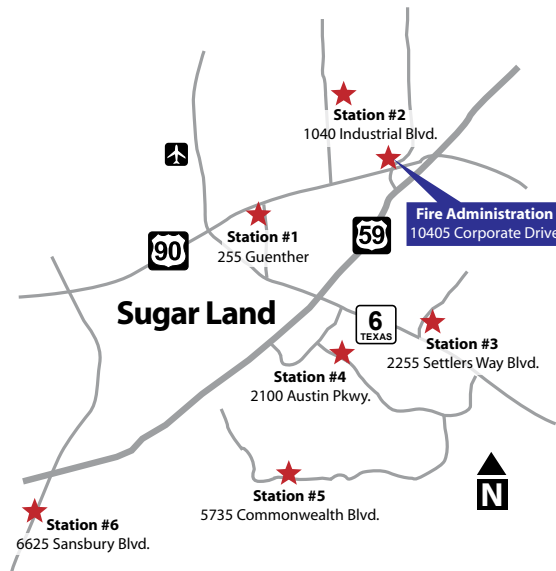 Station #2
1040 Industrial Blvd.
Fire Administration
10405 Corporate Drive
Station #1
255 Guenther
59
90
Sugar Land
6
TEXAS
Station #3
2255 Settlers Way Blvd.
Station #4
2100 Austin Pkwy.
Station #5
5735 Commonwealth Blvd.
N
Station #6
6625 Sansbury Blvd.